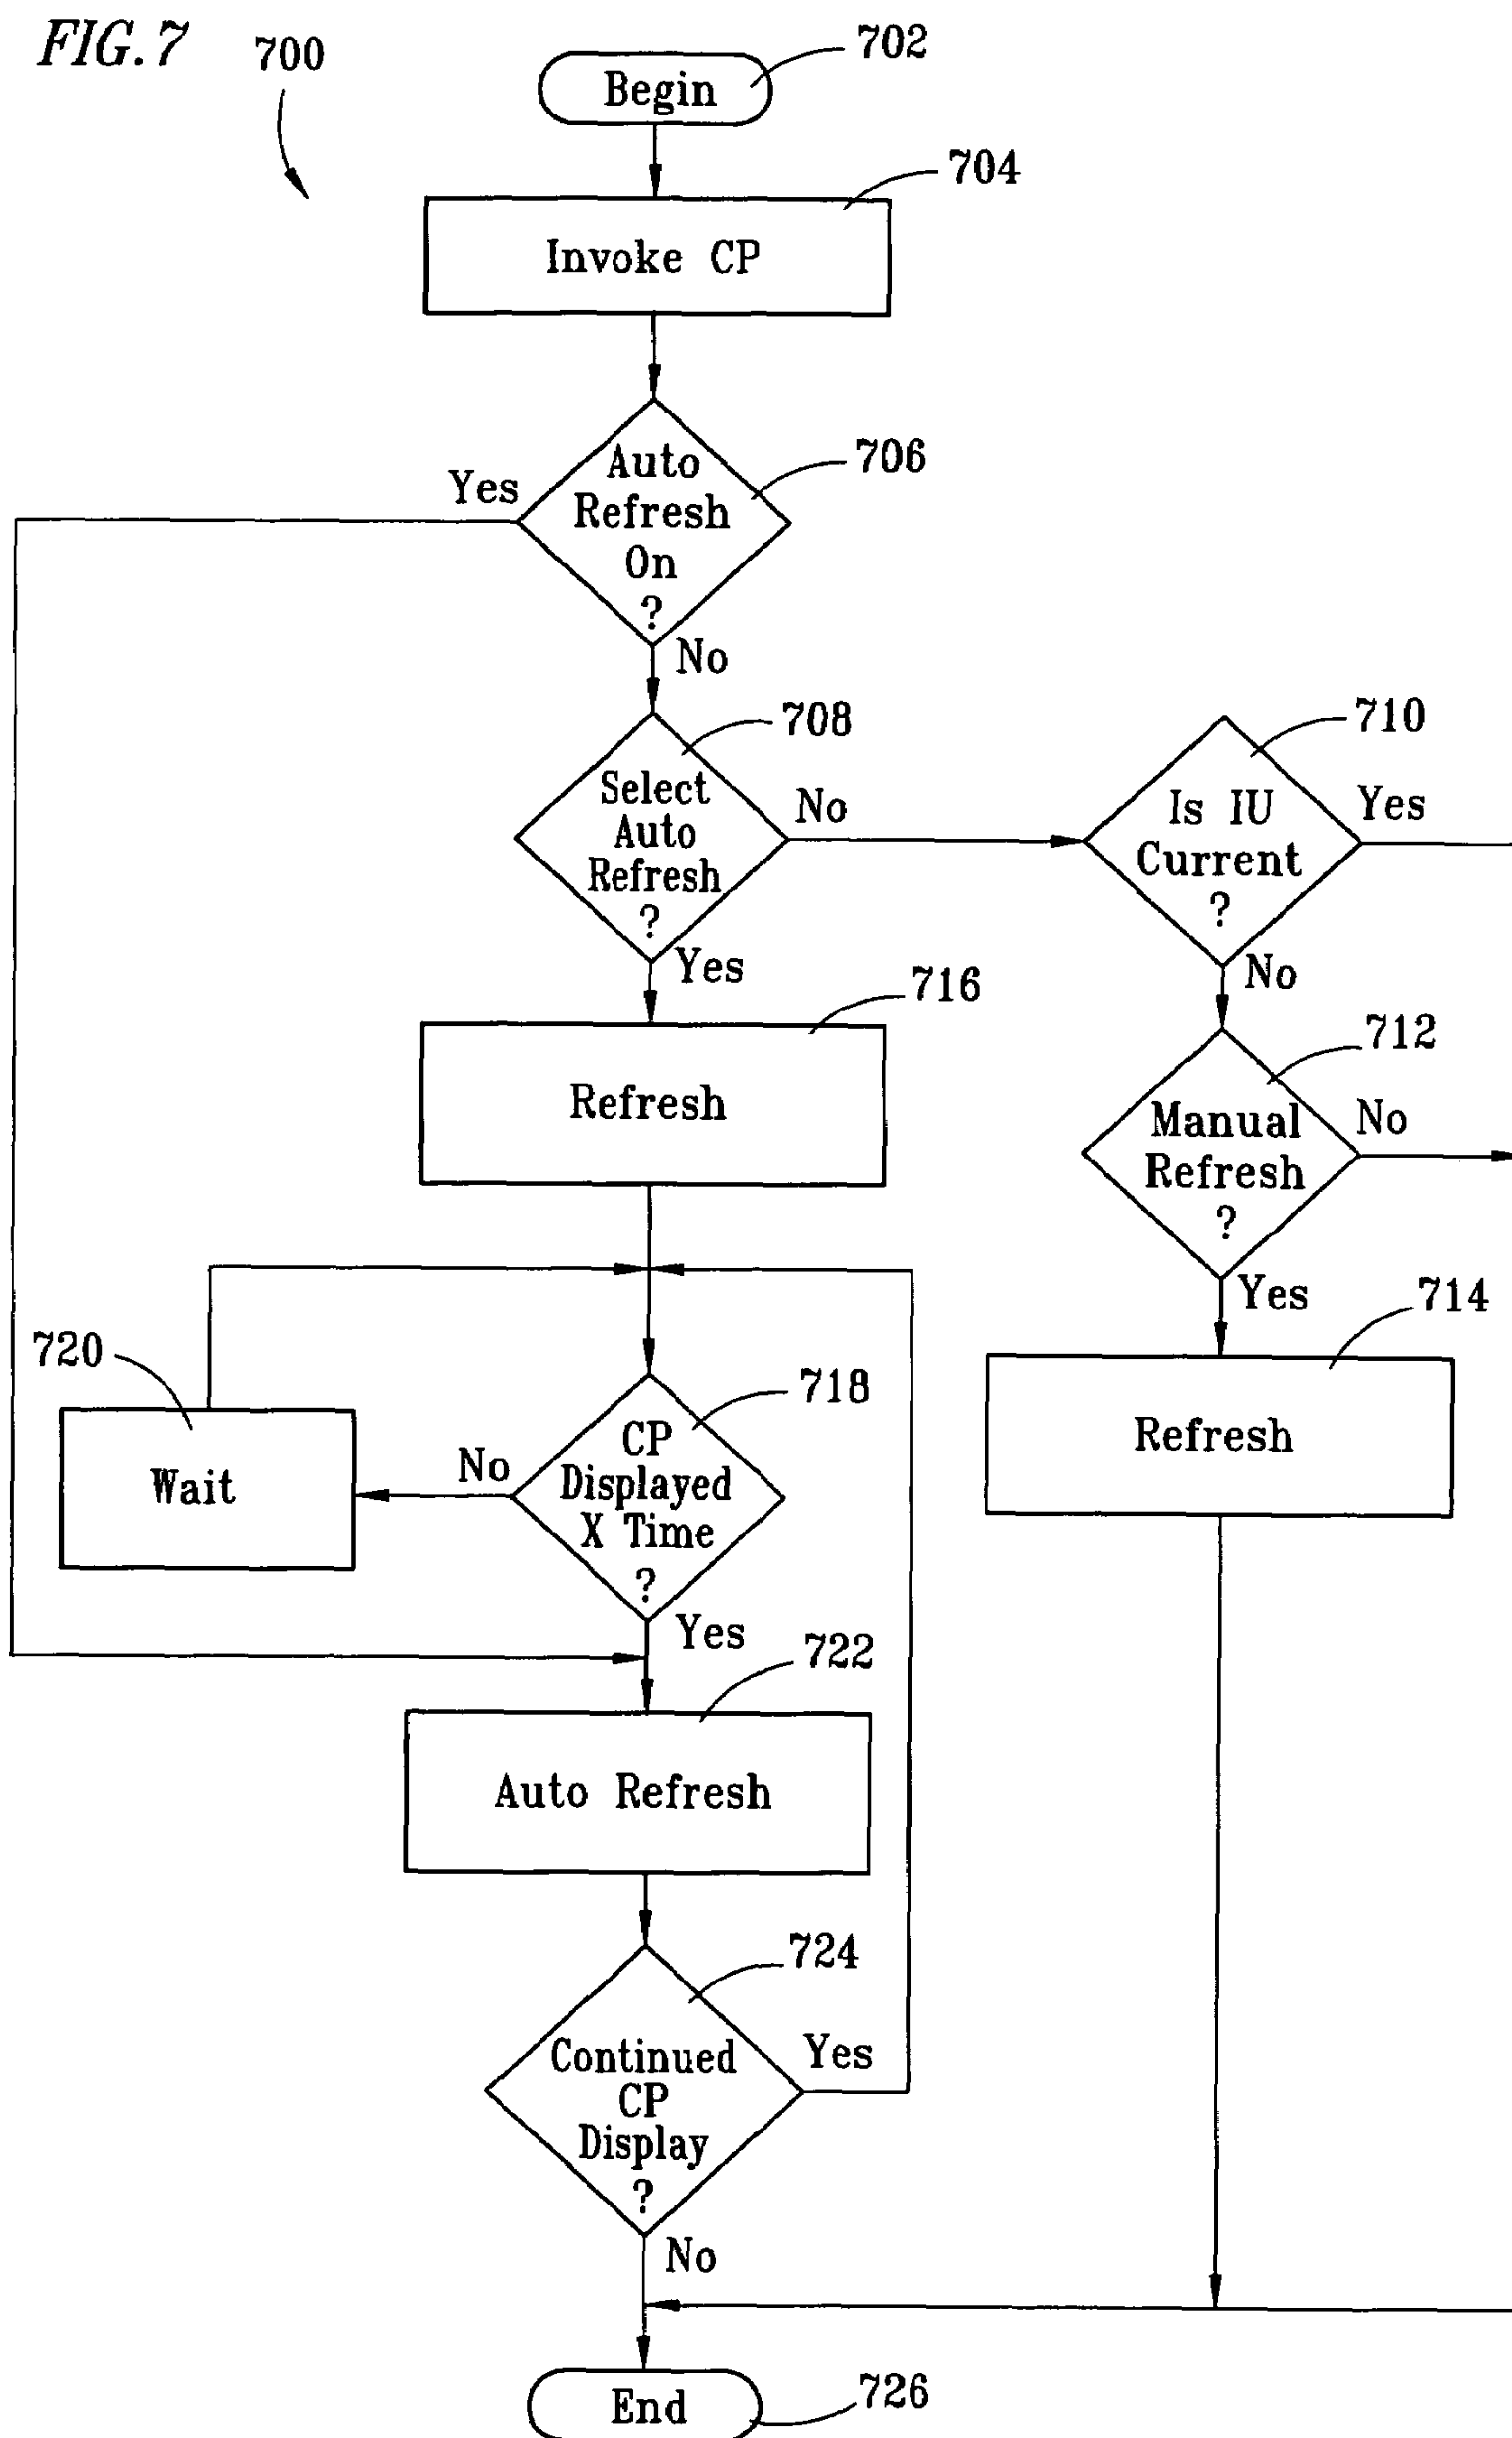 FIG. 7
700
702
Begin
704
Invoke CP
706
Auto
Refresh
On
?
Yes
No
708
Select
Auto
Refresh
?
No
Yes
710
Is IU
Current
?
Yes
No
712
Manual
Refresh
?
No
Yes
714
Refresh
716
Refresh
718
CP
Displayed
X Time
?
No
Yes
720
Wait
722
Auto Refresh
724
Continued
CP
Display
?
Yes
No
End
726